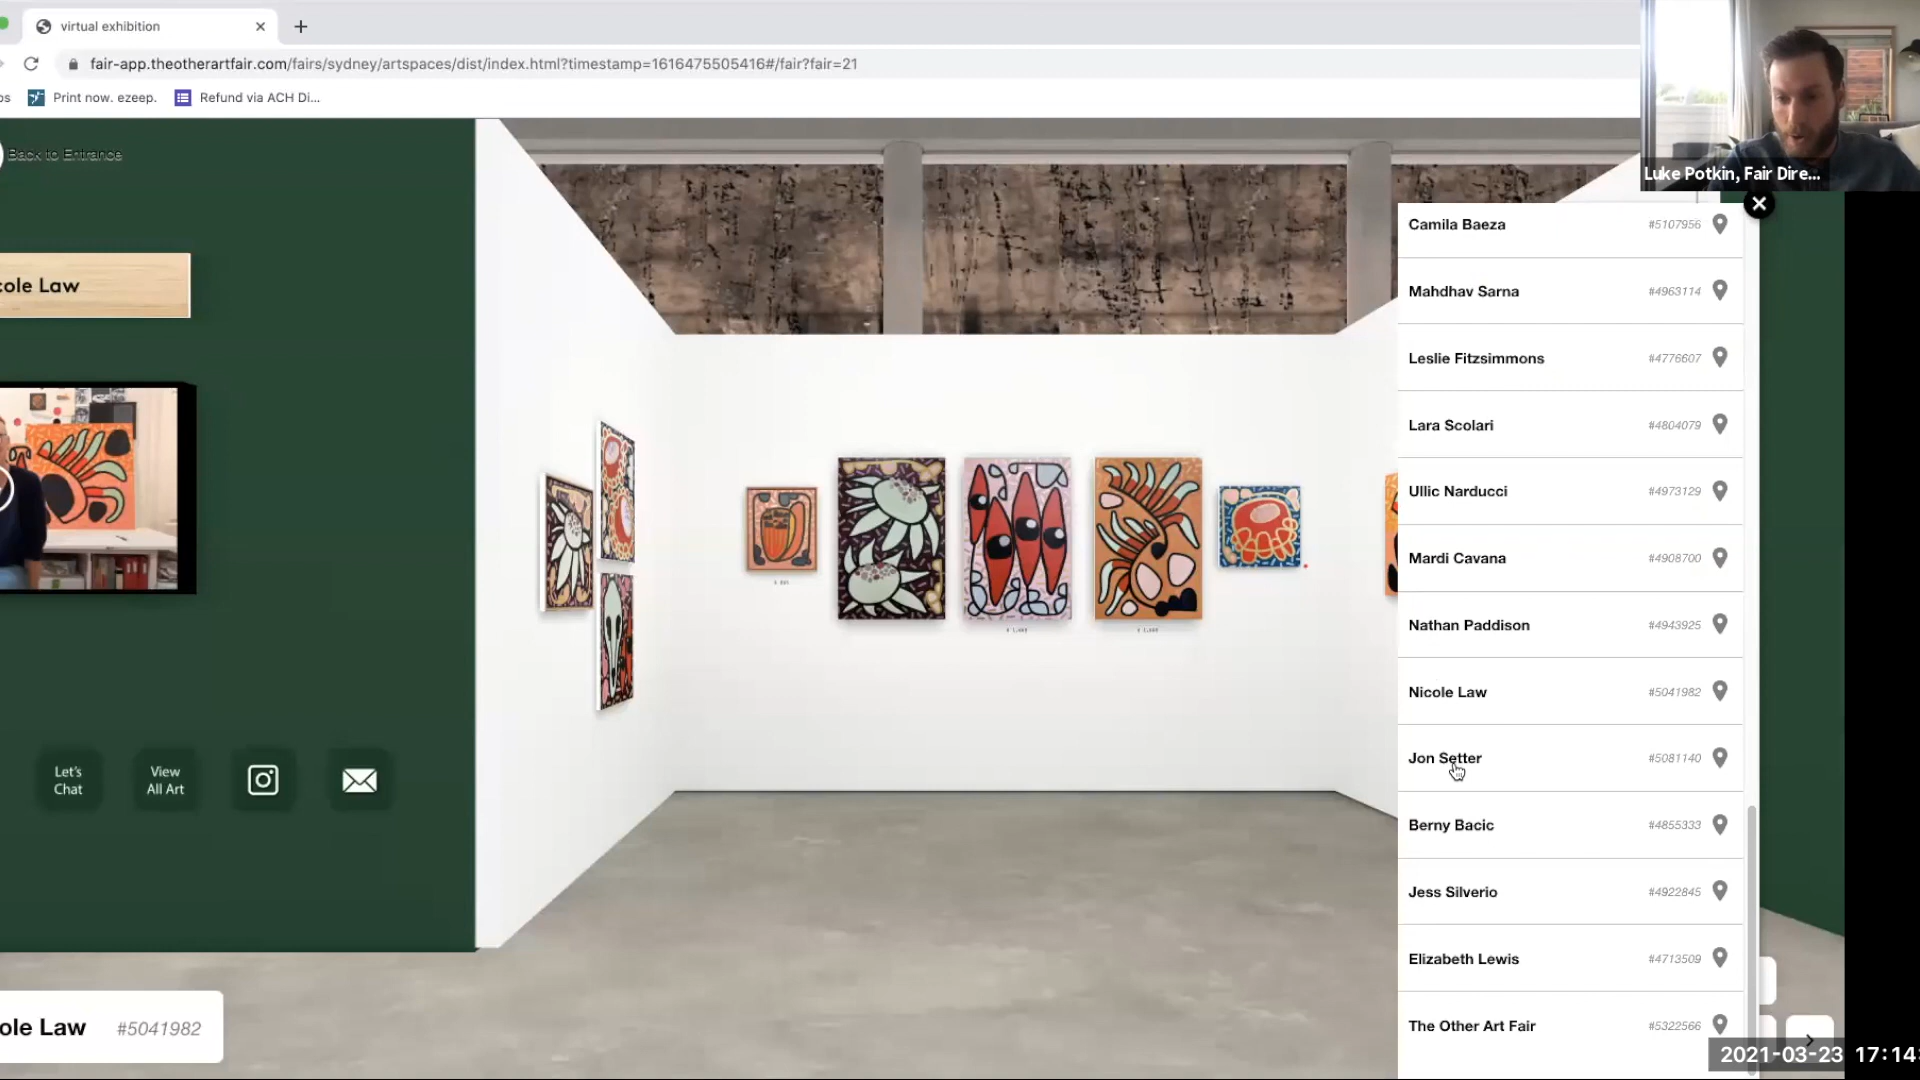 virtual exhibition
fair-app.theotherartfair.com/fairs/sydney/artspaces/dist/index.html?timestamp=1616475505416#/fair?fair=21
ps
Print now. ezeep.
Refund via ACH Di...
Luke Potkin, Fair Dire...
Back to Entrance
cole Law
Let's
Chat
View
All Art
ole Law #5041982
Camila Baeza #5107956
Mahdhav Sarna #4963114
Leslie Fitzsimmons #4776607
Lara Scolari #4804079
Ullic Narducci #4973129
Mardi Cavana #4908700
Nathan Paddison #4943925
Nicole Law #5041982
Jon Setter #5081140
Berny Bacic #4855333
Jess Silverio #4922845
Elizabeth Lewis #4713509
The Other Art Fair #5322566
2021-03-23 17:14: